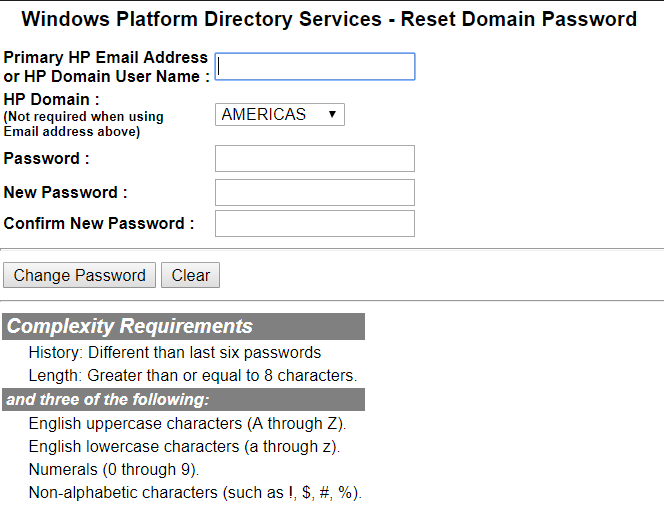 Windows Platform Directory Services - Reset Domain Password
Primary HP Email Address
or HP Domain User Name :
HP Domain :
(Not required when using
Email address above)
AMERICAS
Password :
New Password :
Confirm New Password :
Change Password
Clear
Complexity Requirements
History: Different than last six passwords
Length: Greater than or equal to 8 characters.
and three of the following:
English uppercase characters (A through Z).
English lowercase characters (a through z).
Numerals (0 through 9).
Non-alphabetic characters (such as !, $, #, %).